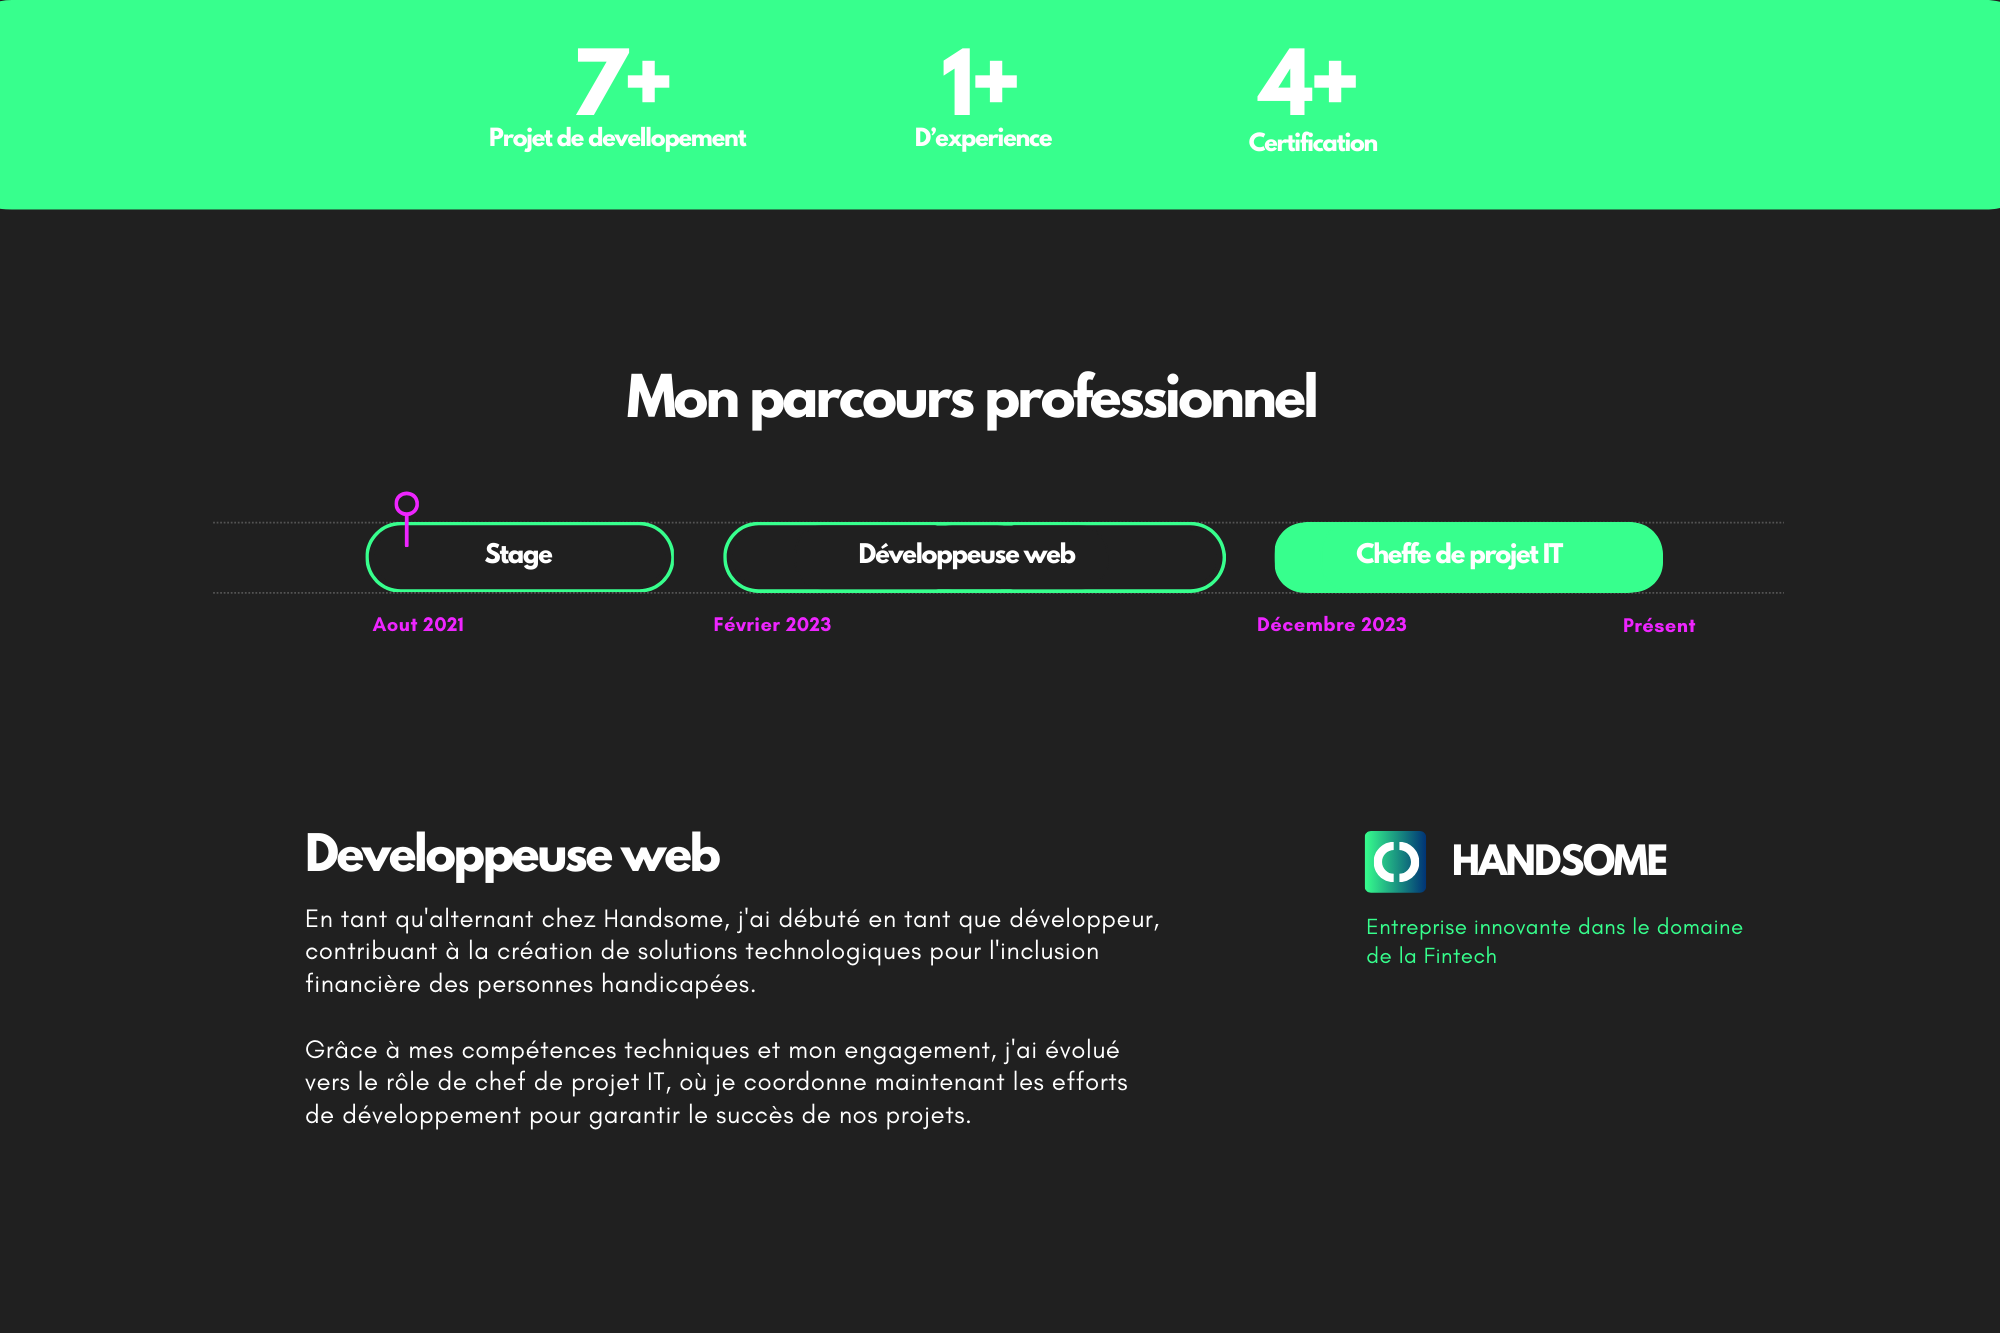 7+
Projet de devellopement
1+
D’experience
4+
Certification
Mon parcours professionnel
Stage
Développeuse web
Cheffe de projet IT
Aout 2021
Février 2023
Décembre 2023
Présent
Developpeuse web
En tant qu'alternant chez Handsome, j'ai débuté en tant que développeur,
contribuant à la création de solutions technologiques pour l'inclusion
financière des personnes handicapées.
Grâce à mes compétences techniques et mon engagement, j'ai évolué
vers le rôle de chef de projet IT, où je coordonne maintenant les efforts
de développement pour garantir le succès de nos projets.
HANDSOME
Entreprise innovante dans le domaine
de la Fintech